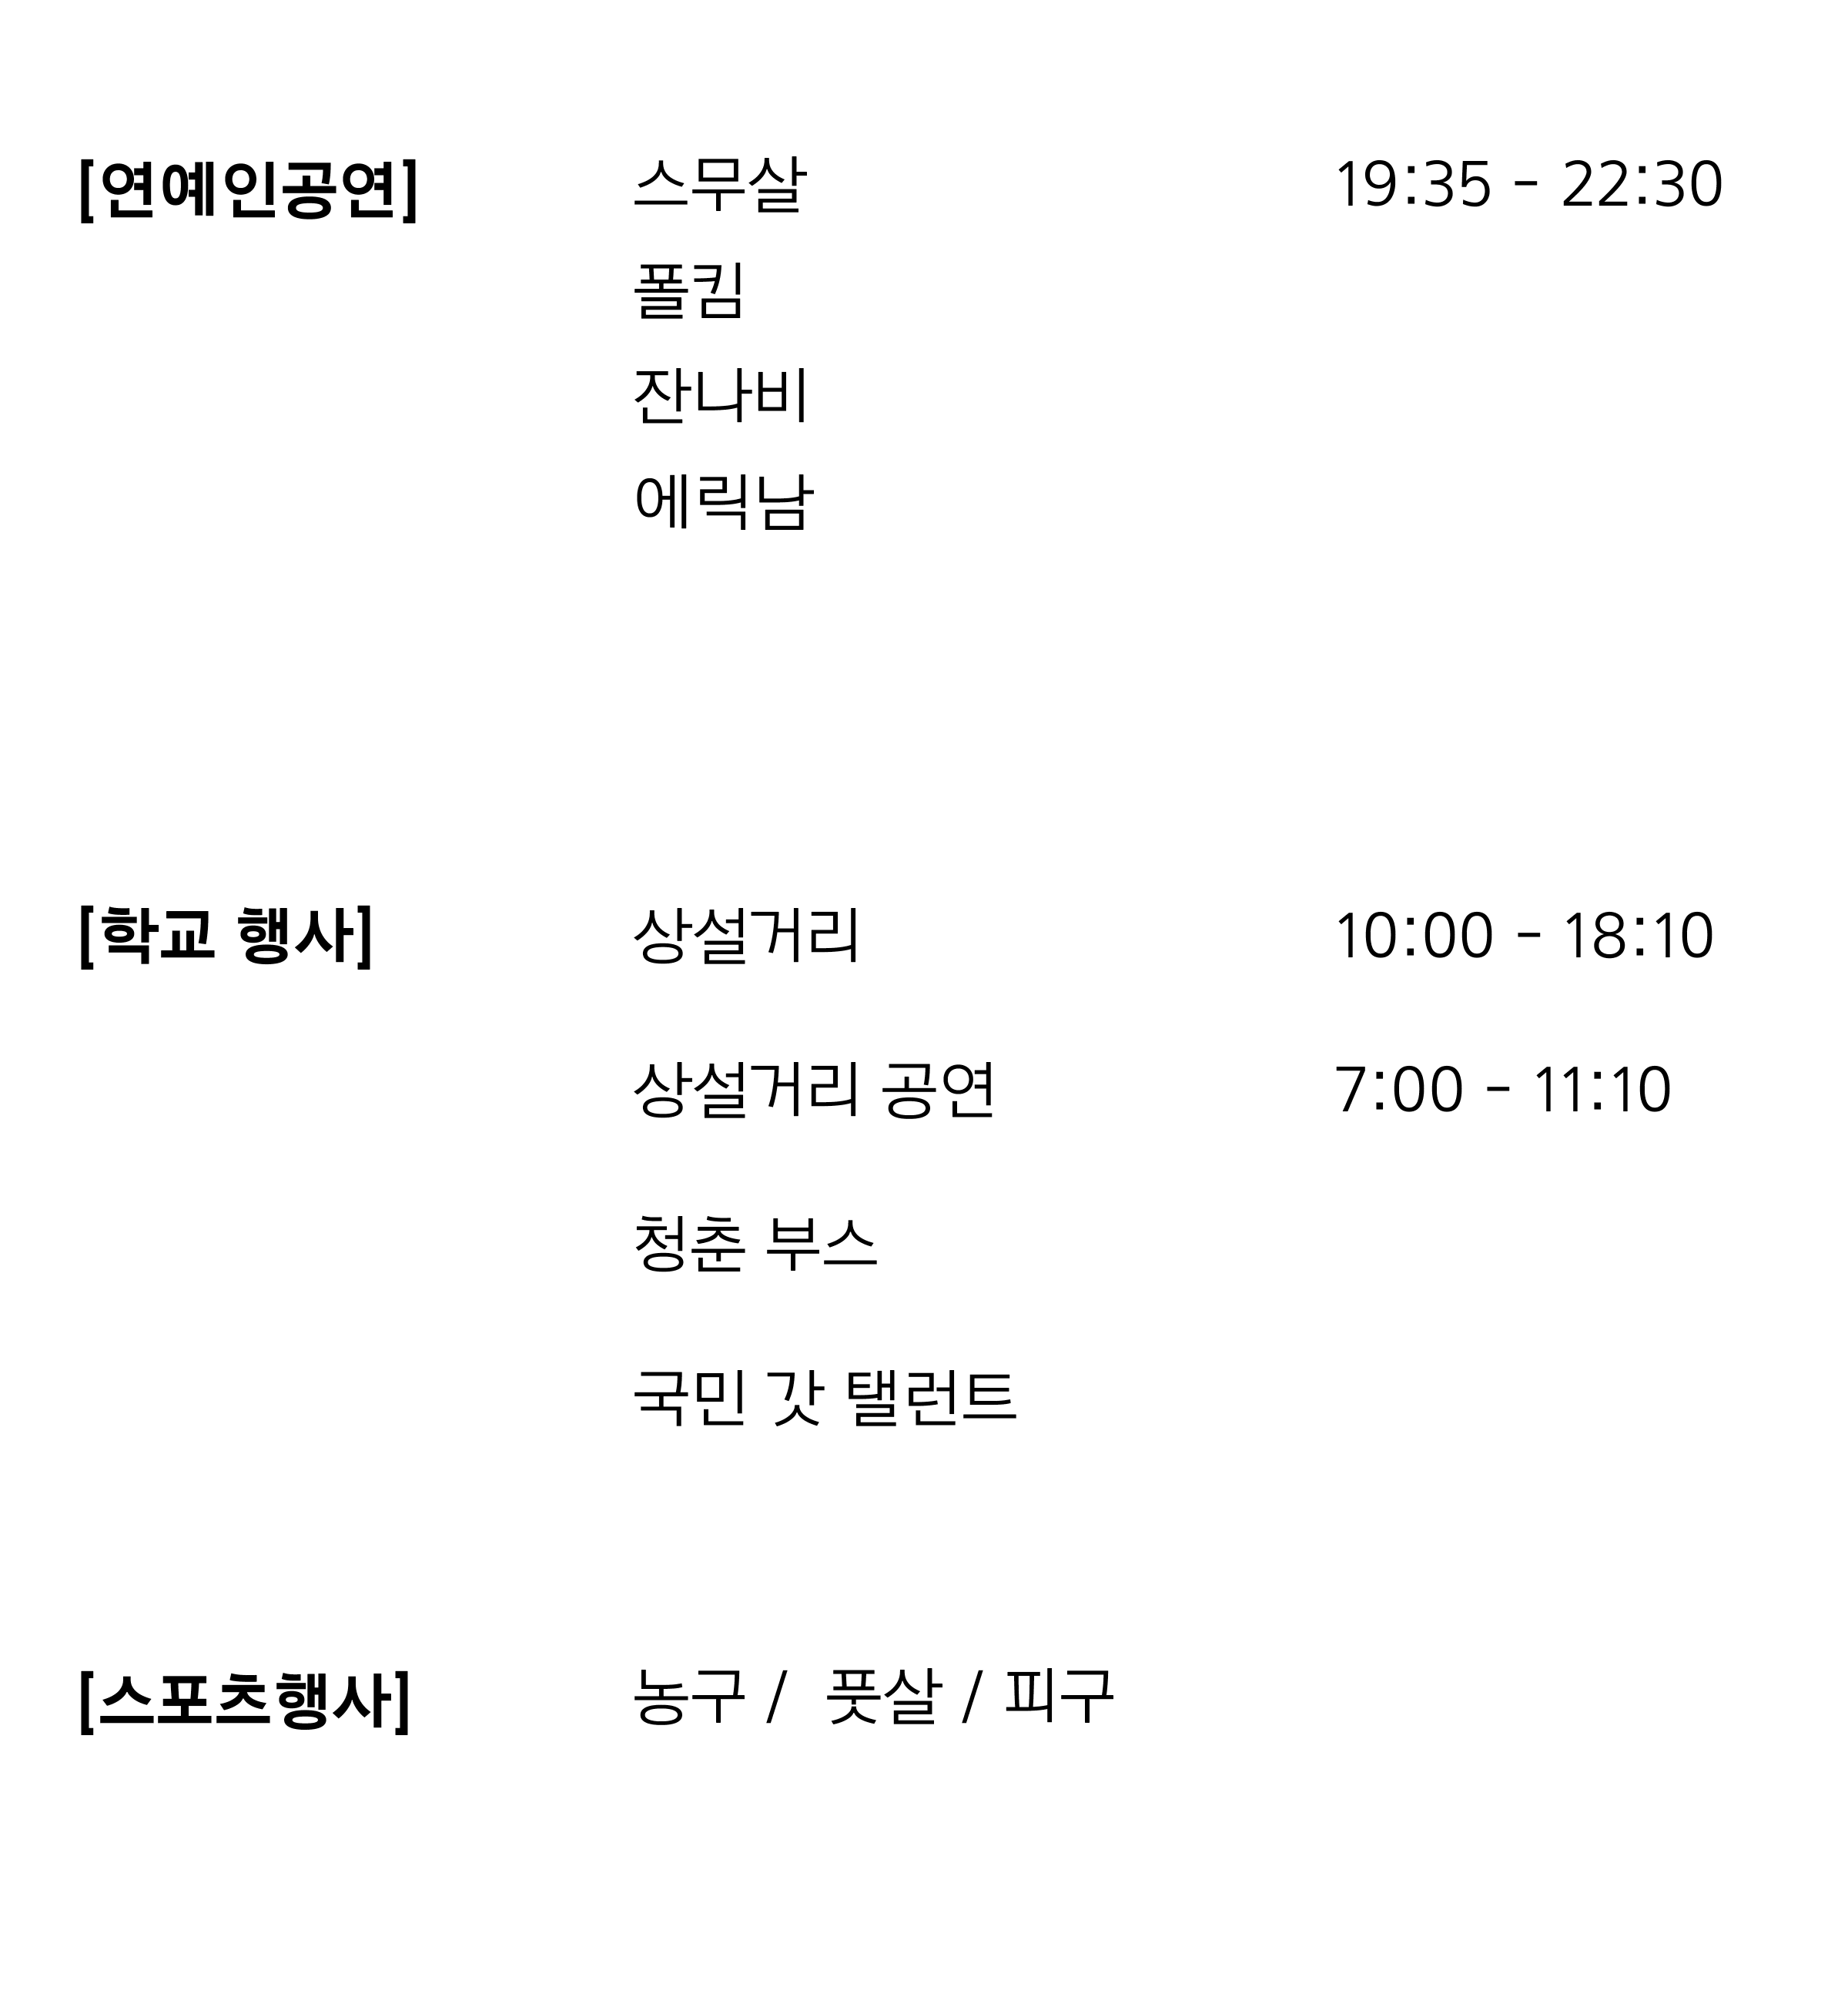 [연예인공연] 스무살 19:35 - 22:30
폴킴
잔나비
에릭남
[학교 행사] 상설거리 10:00 - 18:10
상설거리 공연 7:00 - 11:10
청춘 부스
국민 갓 탤런트
[스포츠행사] 농구 / 풋살 / 피구